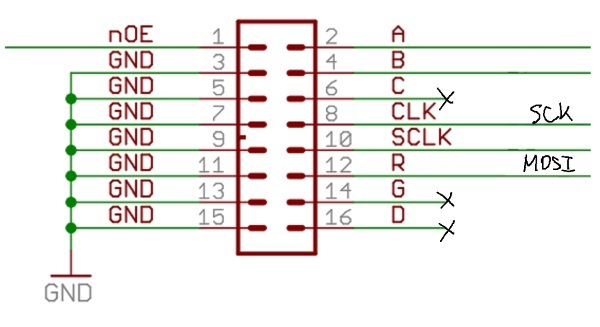 nOE 1 2 A
GND 3 4 B
GND 5 6 C
GND 7 8 CLK SCK
GND 9 10 SCLK
GND 11 12 R MOSI
GND 13 14 G
GND 15 16 D
GND